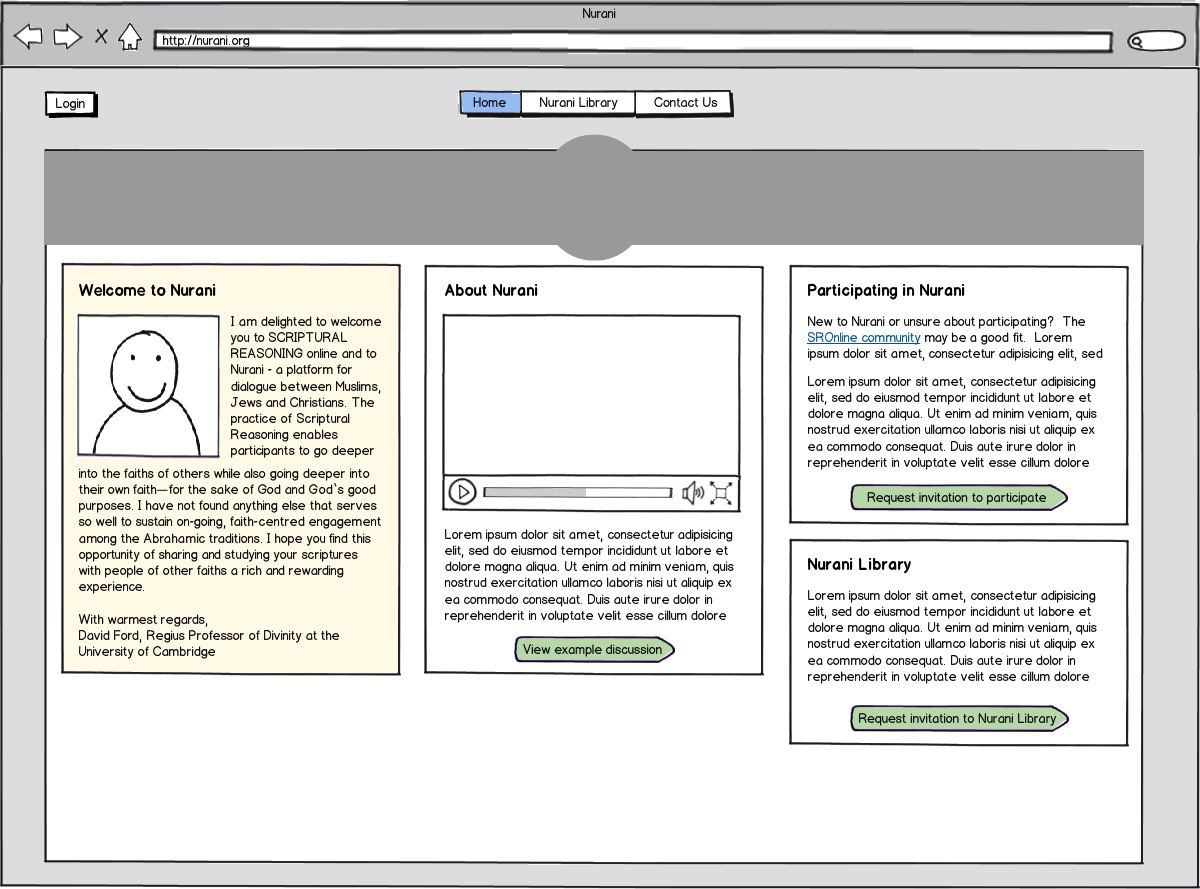 Nurani
http://nurani.org
Login
Home
Nurani Library
Contact Us
Welcome to Nurani
I am delighted to welcome
you to SCRIPTURAL
REASONING online and to
Nurani - a platform for
dialogue between Muslims,
Jews and Christians. The
practice of Scriptural
Reasoning enables
participants to go deeper
into the faiths of others while also going deeper into
their own faith—for the sake of God and God`s good
purposes. I have not found anything else that serves
so well to sustain on-going, faith-centred engagement
among the Abrahamic traditions. I hope you find this
opportunity of sharing and studying your scriptures
with people of other faiths a rich and rewarding
experience.
With warmest regards,
David Ford, Regius Professor of Divinity at the
University of Cambridge
About Nurani
Lorem ipsum dolor sit amet, consectetur adipisicing
elit, sed do eiusmod tempor incididunt ut labore et
dolore magna aliqua. Ut enim ad minim veniam, quis
nostrud exercitation ullamco laboris nisi ut aliquip ex
ea commodo consequat. Duis aute irure dolor in
reprehenderit in voluptate velit esse cillum dolore
View example discussion
Participating in Nurani
New to Nurani or unsure about participating?  The
SROnline community may be a good fit.  Lorem
ipsum dolor sit amet, consectetur adipisicing elit, sed
Lorem ipsum dolor sit amet, consectetur adipisicing
elit, sed do eiusmod tempor incididunt ut labore et
dolore magna aliqua. Ut enim ad minim veniam, quis
nostrud exercitation ullamco laboris nisi ut aliquip ex
ea commodo consequat. Duis aute irure dolor in
reprehenderit in voluptate velit esse cillum dolore
Request invitation to participate
Nurani Library
Lorem ipsum dolor sit amet, consectetur adipisicing
elit, sed do eiusmod tempor incididunt ut labore et
dolore magna aliqua. Ut enim ad minim veniam, quis
nostrud exercitation ullamco laboris nisi ut aliquip ex
ea commodo consequat. Duis aute irure dolor in
reprehenderit in voluptate velit esse cillum dolore
Request invitation to Nurani Library